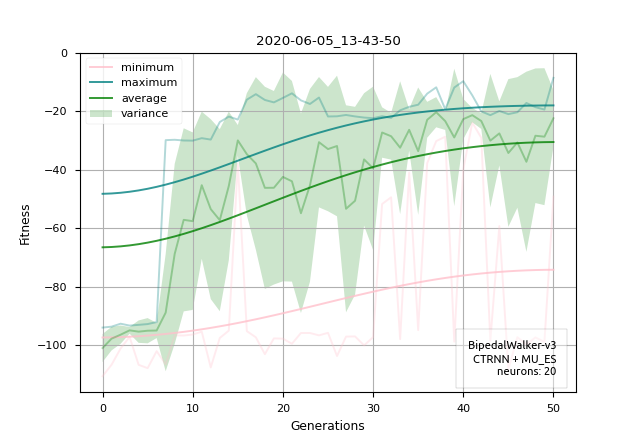 2020-06-05_13-43-50
minimum
maximum
average
variance
0
−20
−40
−60
−80
−100
Fitness
BipedalWalker-v3
CTRNN + MU_ES
neurons: 20
0
10
20
30
40
50
Generations